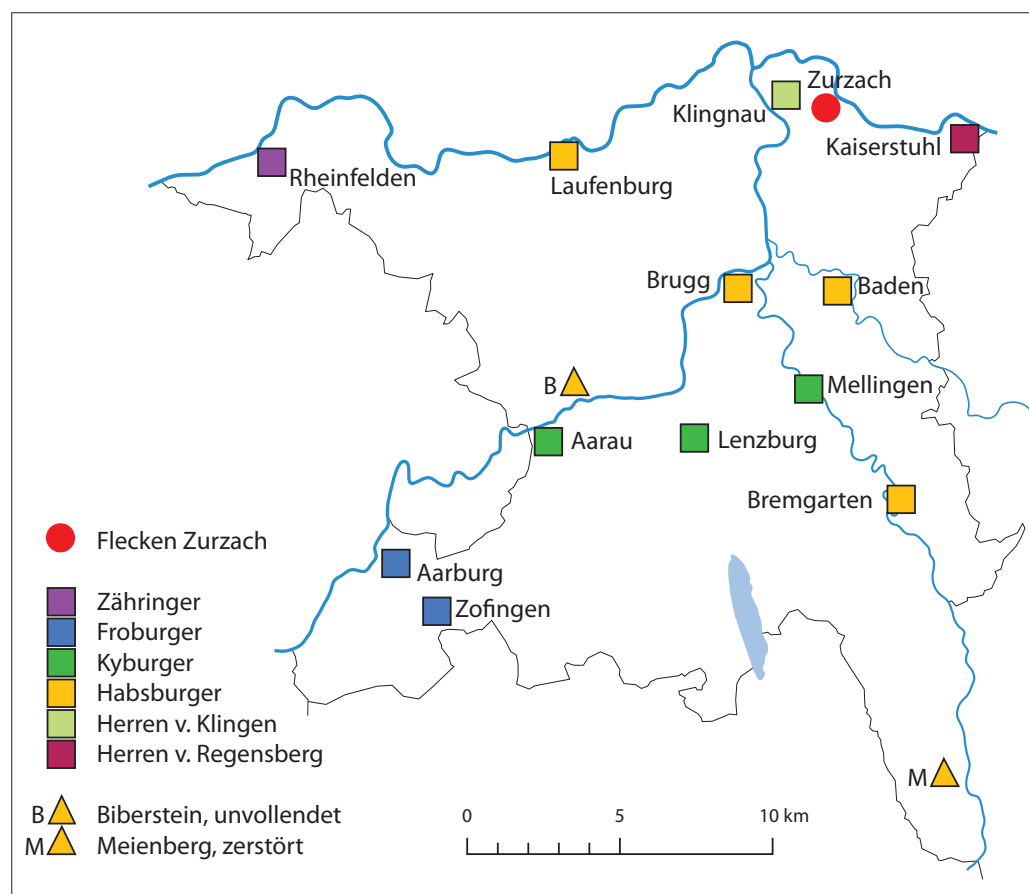 Zurzach
Klingnau
Kaiserstuhl
Rheinfelden
Laufenburg
Brugg
Baden
B
Mellingen
Aarau
Lenzburg
Bremgarten
Flecken Zurzach
Aarburg
Zähringer
Zofingen
Froburger
Kyburger
Habsburger
Herren v. Klingen
Herren v. Regensberg
M
B Biberstein, unvollendet
M Meienberg, zerstört
0 5 10 km